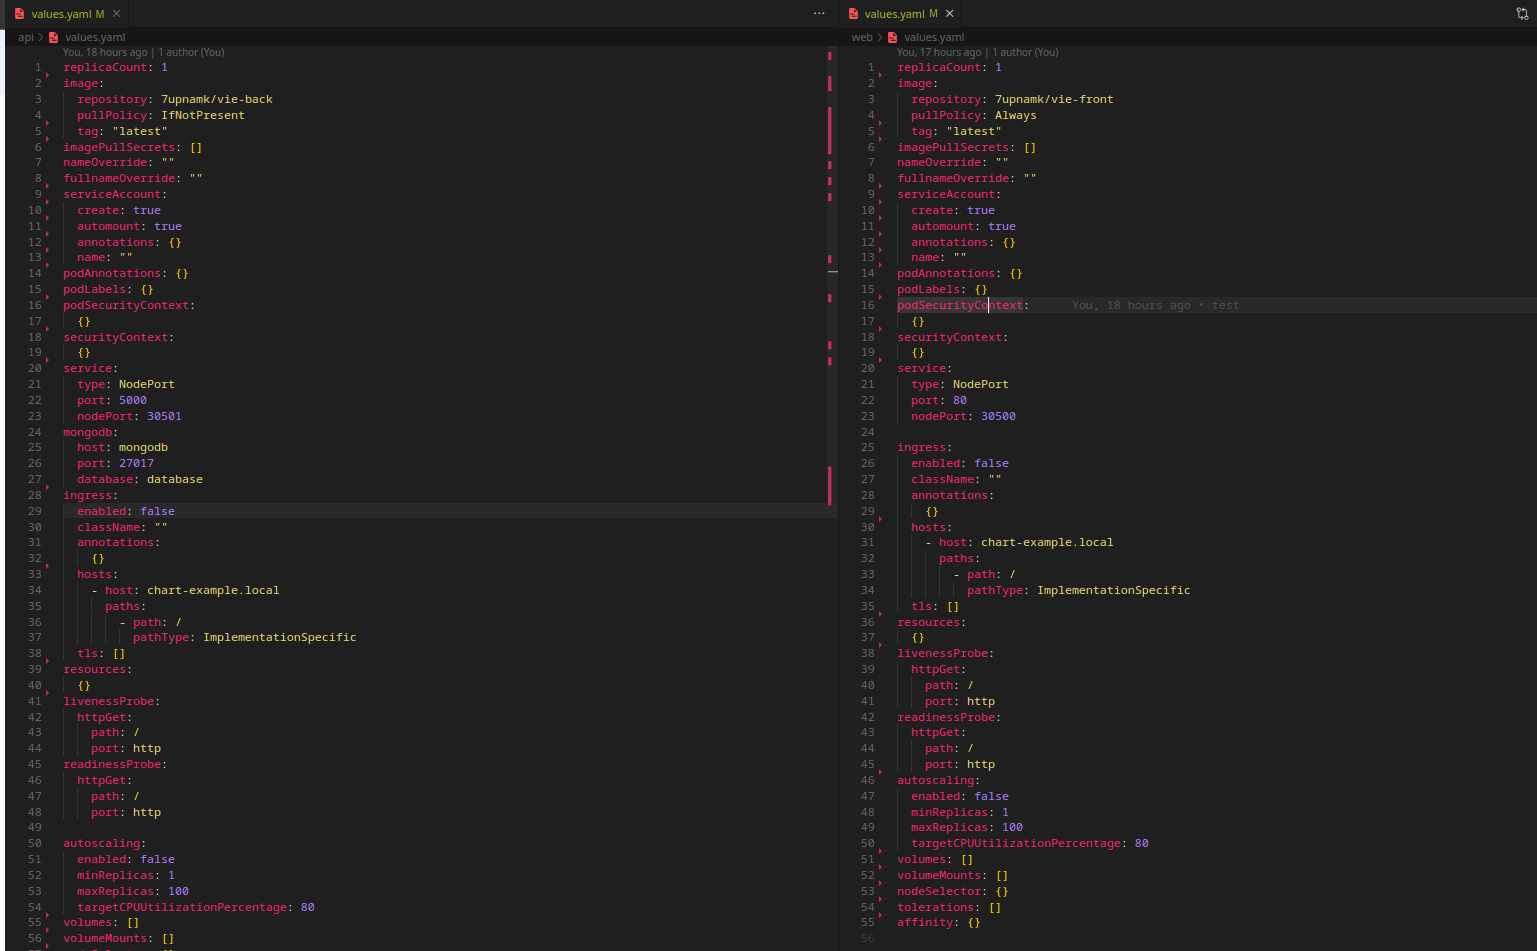 values.yaml M
api > values.yaml
You, 18 hours ago | 1 author (You)
1 replicaCount: 1
2 image:
3   repository: 7upnamk/vie-back
4   pullPolicy: IfNotPresent
5   tag: "latest"
6 imagePullSecrets: []
7 nameOverride: ""
8 fullnameOverride: ""
9 serviceAccount:
10   create: true
11   automount: true
12   annotations: {}
13   name: ""
14 podAnnotations: {}
15 podLabels: {}
16 podSecurityContext:
17   {}
18 securityContext:
19   {}
20 service:
21   type: NodePort
22   port: 5000
23   nodePort: 30501
24 mongodb:
25   host: mongodb
26   port: 27017
27   database: database
28 ingress:
29   enabled: false
30   className: ""
31   annotations:
32     {}
33   hosts:
34     - host: chart-example.local
35       paths:
36         - path: /
37           pathType: ImplementationSpecific
38   tls: []
39 resources:
40   {}
41 livenessProbe:
42   httpGet:
43     path: /
44     port: http
45 readinessProbe:
46   httpGet:
47     path: /
48     port: http
49
50 autoscaling:
51   enabled: false
52   minReplicas: 1
53   maxReplicas: 100
54   targetCPUUtilizationPercentage: 80
55 volumes: []
56 volumeMounts: []
values.yaml M
web > values.yaml
You, 17 hours ago | 1 author (You)
1 replicaCount: 1
2 image:
3   repository: 7upnamk/vie-front
4   pullPolicy: Always
5   tag: "latest"
6 imagePullSecrets: []
7 nameOverride: ""
8 fullnameOverride: ""
9 serviceAccount:
10   create: true
11   automount: true
12   annotations: {}
13   name: ""
14 podAnnotations: {}
15 podLabels: {}
16 podSecurityContext: You, 18 hours ago • test
17   {}
18 securityContext:
19   {}
20 service:
21   type: NodePort
22   port: 80
23   nodePort: 30500
24
25 ingress:
26   enabled: false
27   className: ""
28   annotations:
29     {}
30   hosts:
31     - host: chart-example.local
32       paths:
33         - path: /
34           pathType: ImplementationSpecific
35   tls: []
36 resources:
37   {}
38 livenessProbe:
39   httpGet:
40     path: /
41     port: http
42 readinessProbe:
43   httpGet:
44     path: /
45     port: http
46 autoscaling:
47   enabled: false
48   minReplicas: 1
49   maxReplicas: 100
50   targetCPUUtilizationPercentage: 80
51 volumes: []
52 volumeMounts: []
53 nodeSelector: {}
54 tolerations: []
55 affinity: {}
56